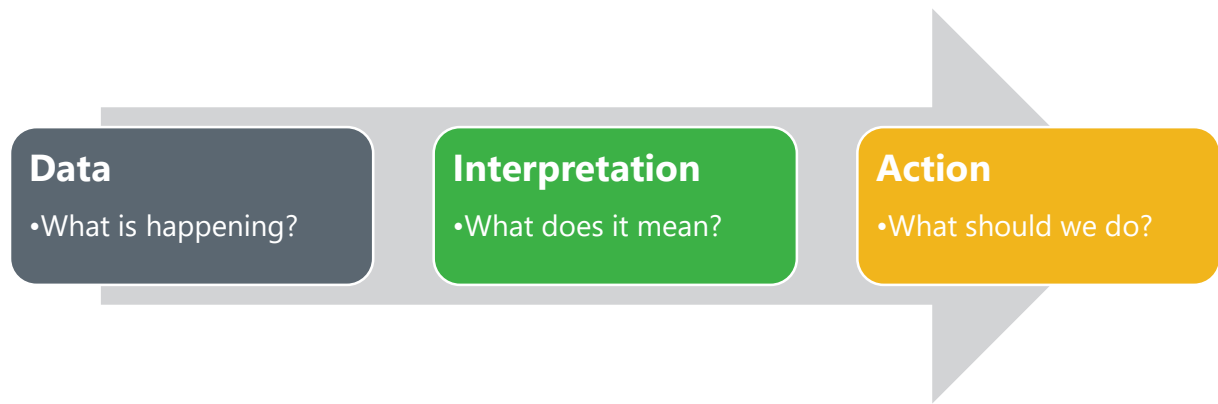 Data
•What is happening?
Interpretation
•What does it mean?
Action
•What should we do?